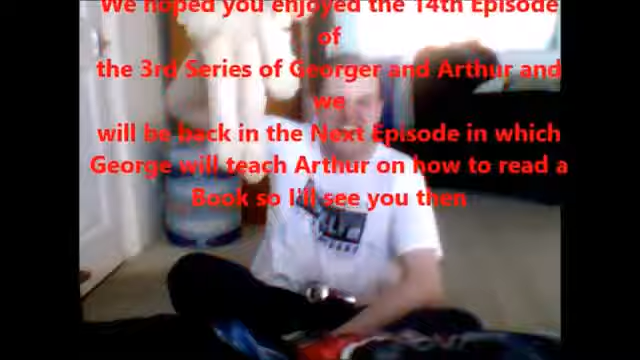 We hoped you enjoyed the 14th Episode
of
the 3rd Series of Georger and Arthur and
we
will be back in the Next Episode in which
George will teach Arthur on how to read a
Book so I'll see you then